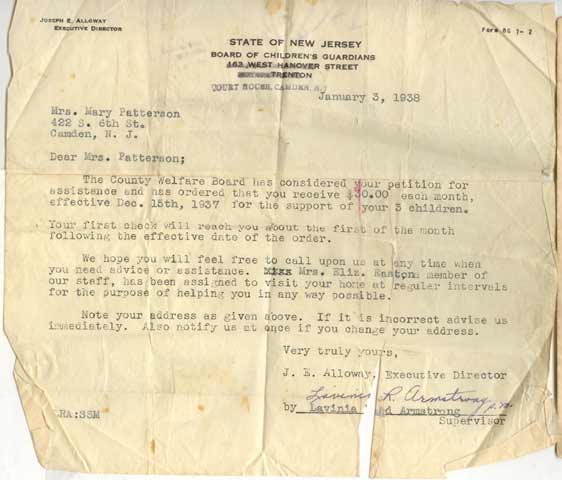 JOSEPH E. ALLOWAY
EXECUTIVE DIRECTOR
STATE OF NEW JERSEY
BOARD OF CHILDREN'S GUARDIANS
163 WEST HANOVER STREET
TRENTON
COURT HOUSE, CAMDEN, N.J.
January 3, 1938
Mrs. Mary Patterson
422 S. 6th St.
Camden, N. J.
Dear Mrs. Patterson;
The County Welfare Board has considered your petition for
assistance and has ordered that you receive $30.00 each month,
effective Dec. 15th, 1937 for the support of your 3 children.
Your first check will reach you about the first of the month
following the effective date of the order.
We hope you will feel free to call upon us at any time when
you need advice or assistance. Mrs. Eliz. Easton member of
our staff, has been assigned to visit your home at regular intervals
for the purpose of helping you in any way possible.
Note your address as given above. If it is incorrect advise us
immediately. Also notify us at once if you change your address.
Very truly yours,
J. E. Alloway, Executive Director
Lavinia R. Armstrong
by Lavinia Armstrong
Supervisor
RA:SSM